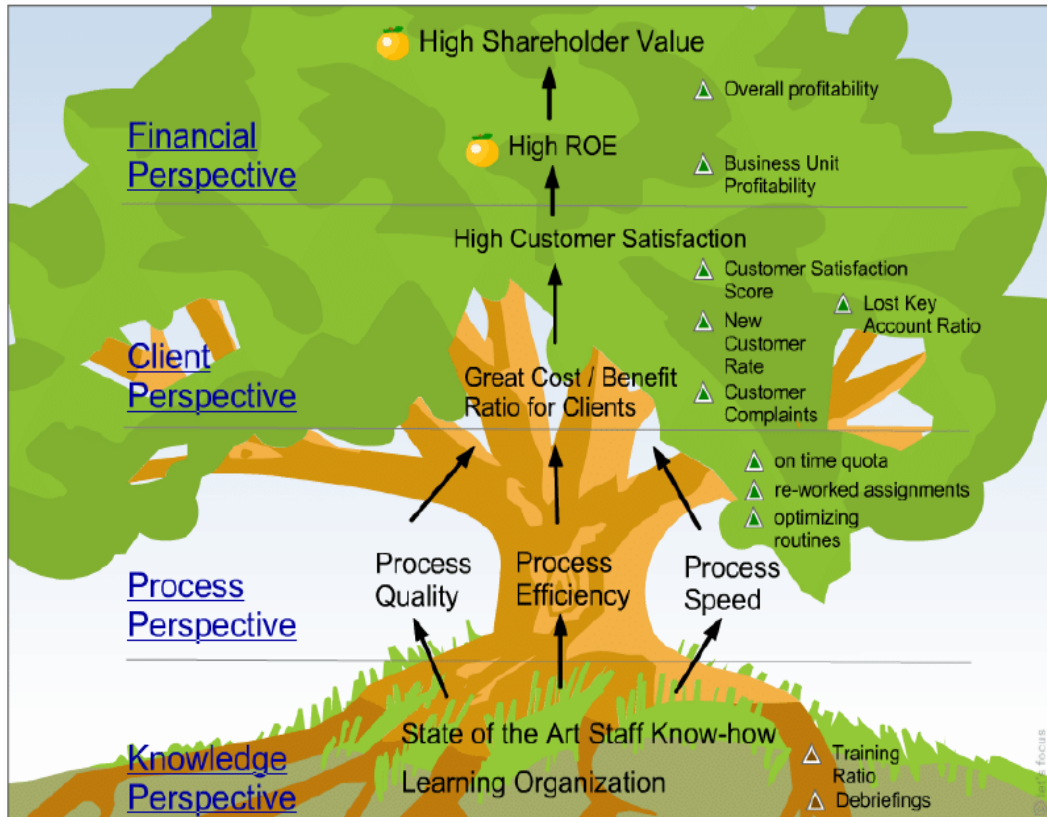 High Shareholder Value
Overall profitability
Financial
Perspective
High ROE
Business Unit
Profitability
High Customer Satisfaction
Customer Satisfaction
Score
Lost Key
Account Ratio
New
Customer
Rate
Client
Perspective
Great Cost / Benefit
Ratio for Clients
Customer
Complaints
on time quota
re-worked assignments
optimizing
routines
Process
Perspective
Process
Quality
Process
Efficiency
Process
Speed
Knowledge
Perspective
State of the Art Staff Know-how
Learning Organization
Training
Ratio
Debriefings
© let's focus